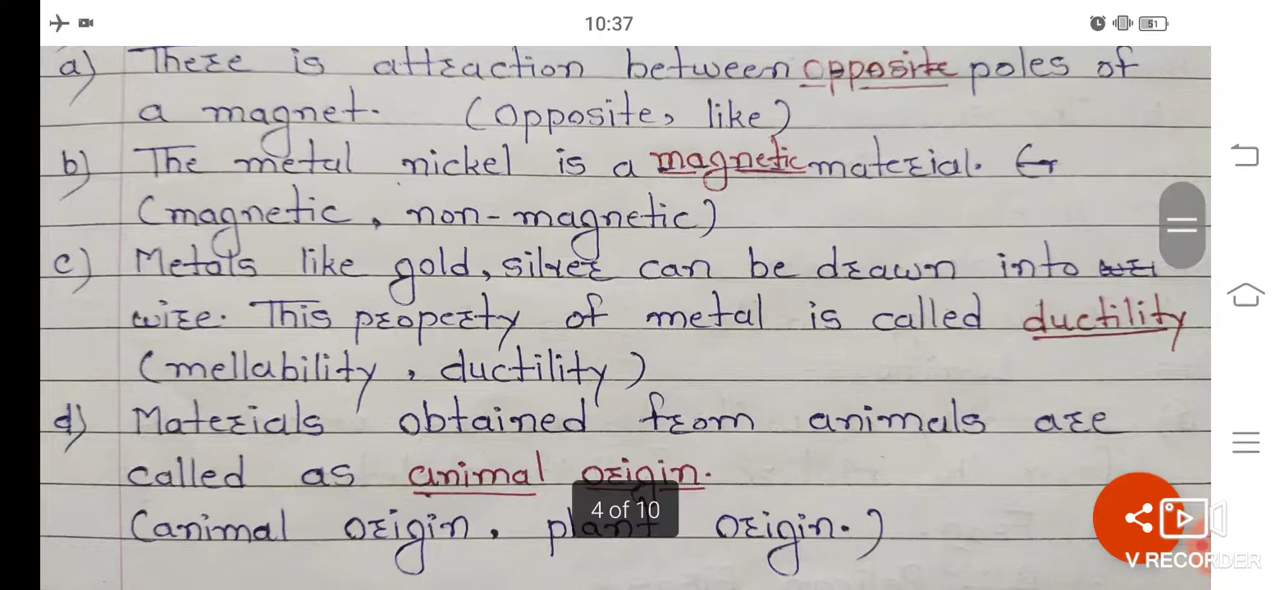 10:37
51
a) There is attraction between opposite poles of
a magnet. (Opposite, like)
b) The metal nickel is a magnetic material.
(magnetic, non-magnetic)
c) Metals like gold, silver can be drawn into
wire. This property of metal is called ductility
(mellability, ductility)
d) Materials obtained from animals are
called as animal origin.
4 of 10
(animal origin, plant origin.)
V RECORDER